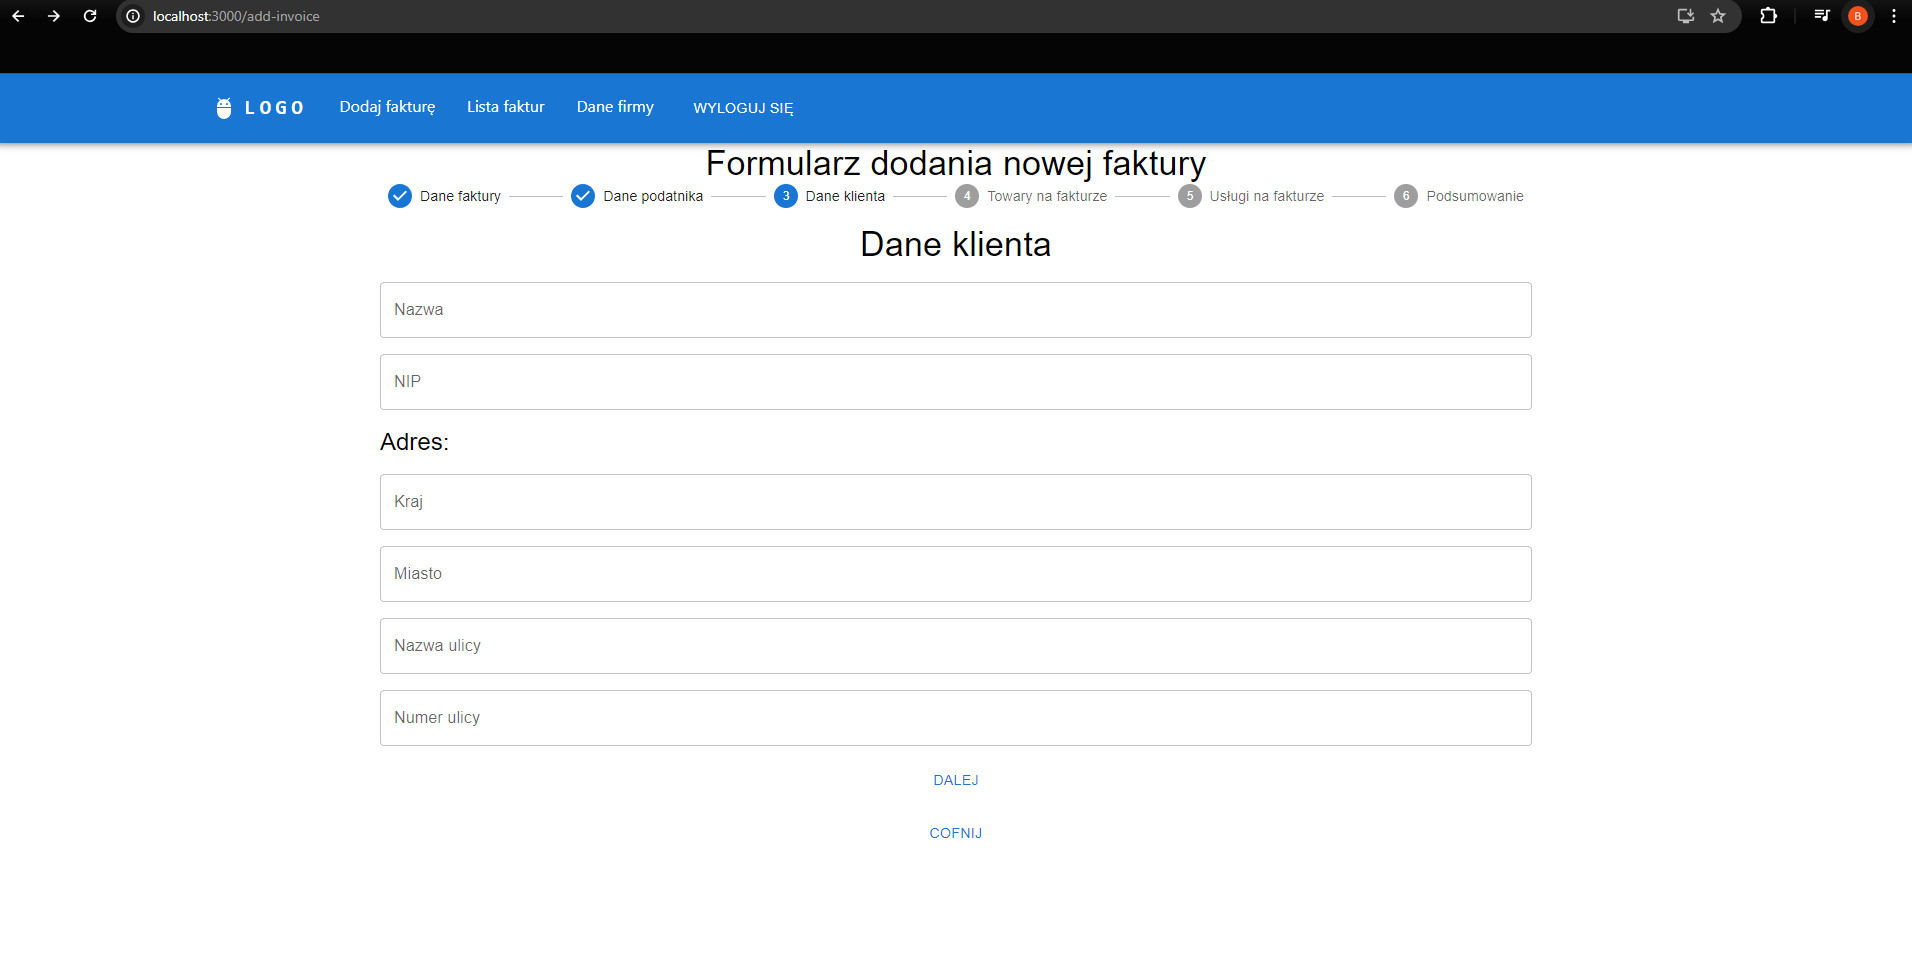 localhost:3000/add-invoice
B
LOGO Dodaj fakturę Lista faktur Dane firmy WYLOGUJ SIĘ
Formularz dodania nowej faktury
Dane faktury Dane podatnika 3 Dane klienta 4 Towary na fakturze 5 Usługi na fakturze 6 Podsumowanie
Dane klienta
Nazwa
NIP
Adres:
Kraj
Miasto
Nazwa ulicy
Numer ulicy
DALEJ
COFNIJ